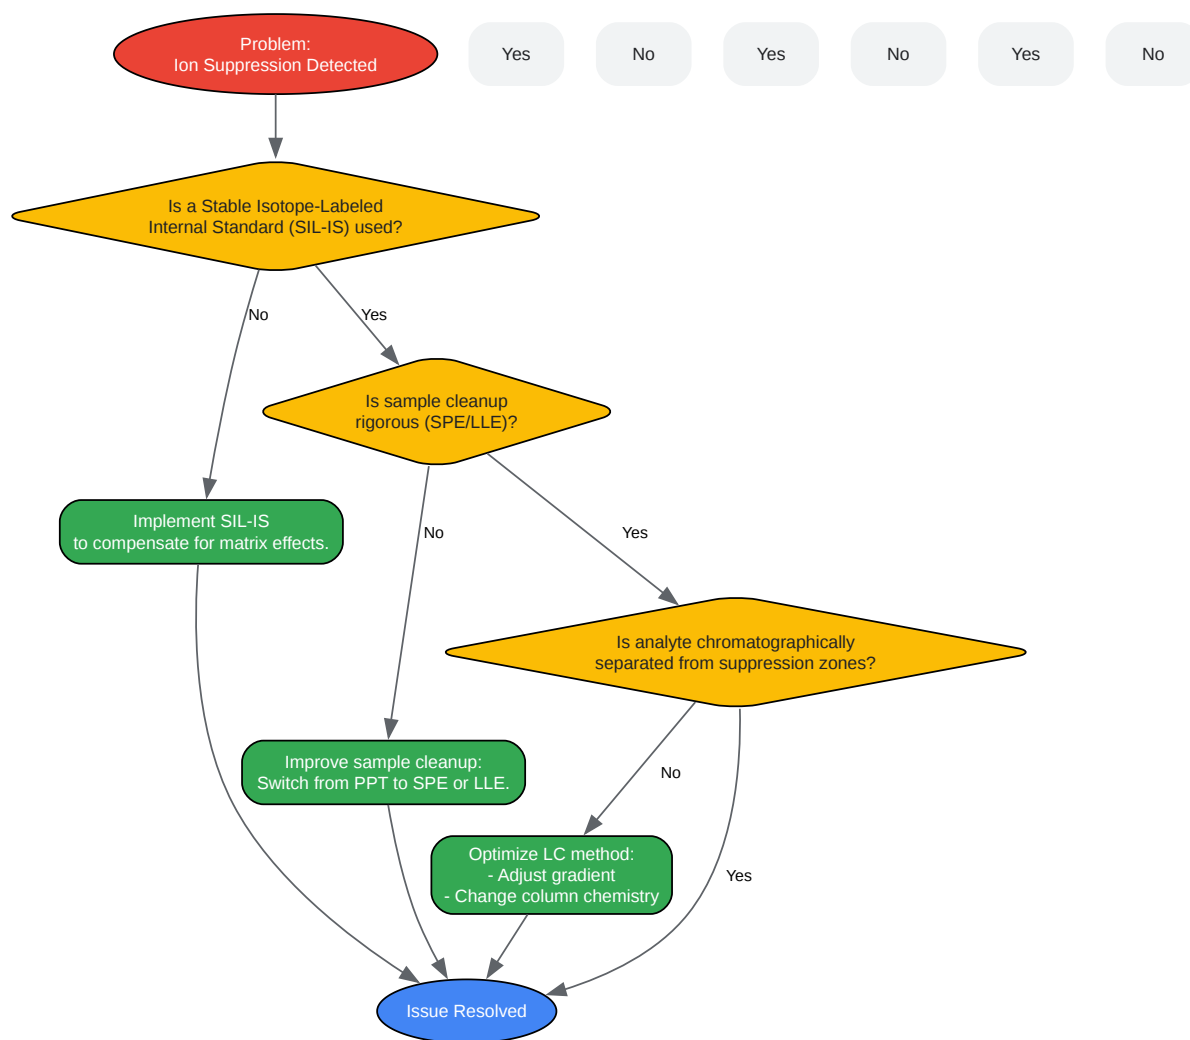 Problem:
Ion Suppression Detected
Yes
No
Yes
No
Yes
No
Is a Stable Isotope-Labeled
Internal Standard (SIL-IS) used?
No
Yes
Is sample cleanup
rigorous (SPE/LLE)?
Implement SIL-IS
to compensate for matrix effects.
No
Yes
Is analyte chromatographically
separated from suppression zones?
Improve sample cleanup:
Switch from PPT to SPE or LLE.
No
Optimize LC method:
- Adjust gradient
- Change column chemistry
Yes
Issue Resolved